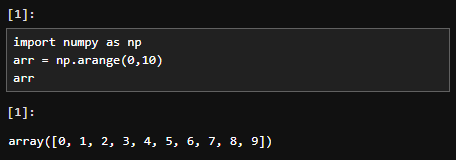 [1]:
import numpy as np
arr = np.arange(0,10)
arr
[1]:
array([0, 1, 2, 3, 4, 5, 6, 7, 8, 9])